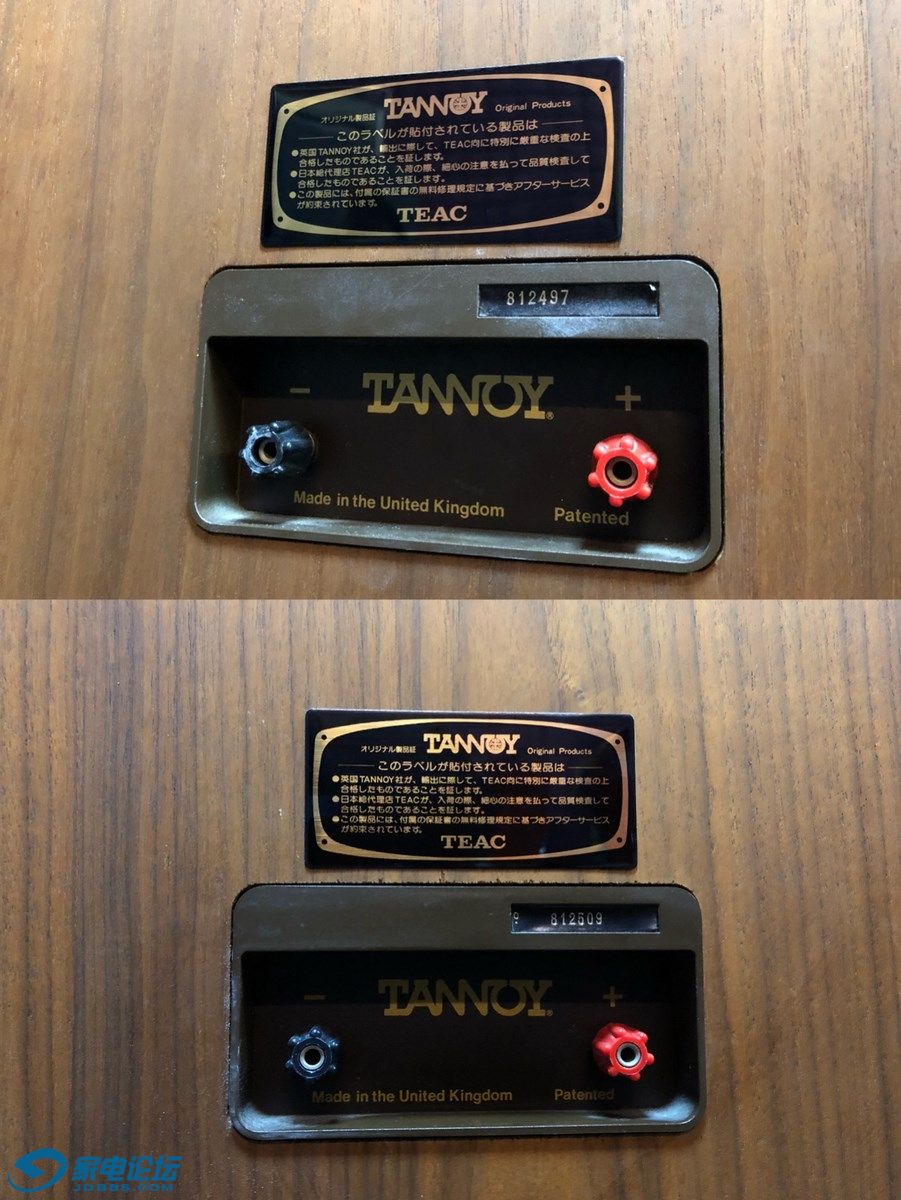 TANNOY
オリジナル製品証
Original Products
このラベルが貼付されている製品は
●英国TANNOY社が、輸出に際して、TEAC向に特別に厳重な検査の上
合格したものであることを証します。
●日本総代理店TEACが、入荷の際、細心の注意を払って品質検査して
合格したものであることを証します。
●この製品には、付属の保証書の無料修理規定に基づきアフターサービス
が約束されています。
TEAC
812497
− TANNOY® +
Made in the United Kingdom
Patented
TANNOY
オリジナル製品証
Original Products
このラベルが貼付されている製品は
●英国TANNOY社が、輸出に際して、TEAC向に特別に厳重な検査の上
合格したものであることを証します。
●日本総代理店TEACが、入荷の際、細心の注意を払って品質検査して
合格したものであることを証します。
●この製品には、付属の保証書の無料修理規定に基づきアフターサービス
が約束されています。
TEAC
812509
− TANNOY® +
Made in the United Kingdom
Patented
家电论坛
JDBBS.COM